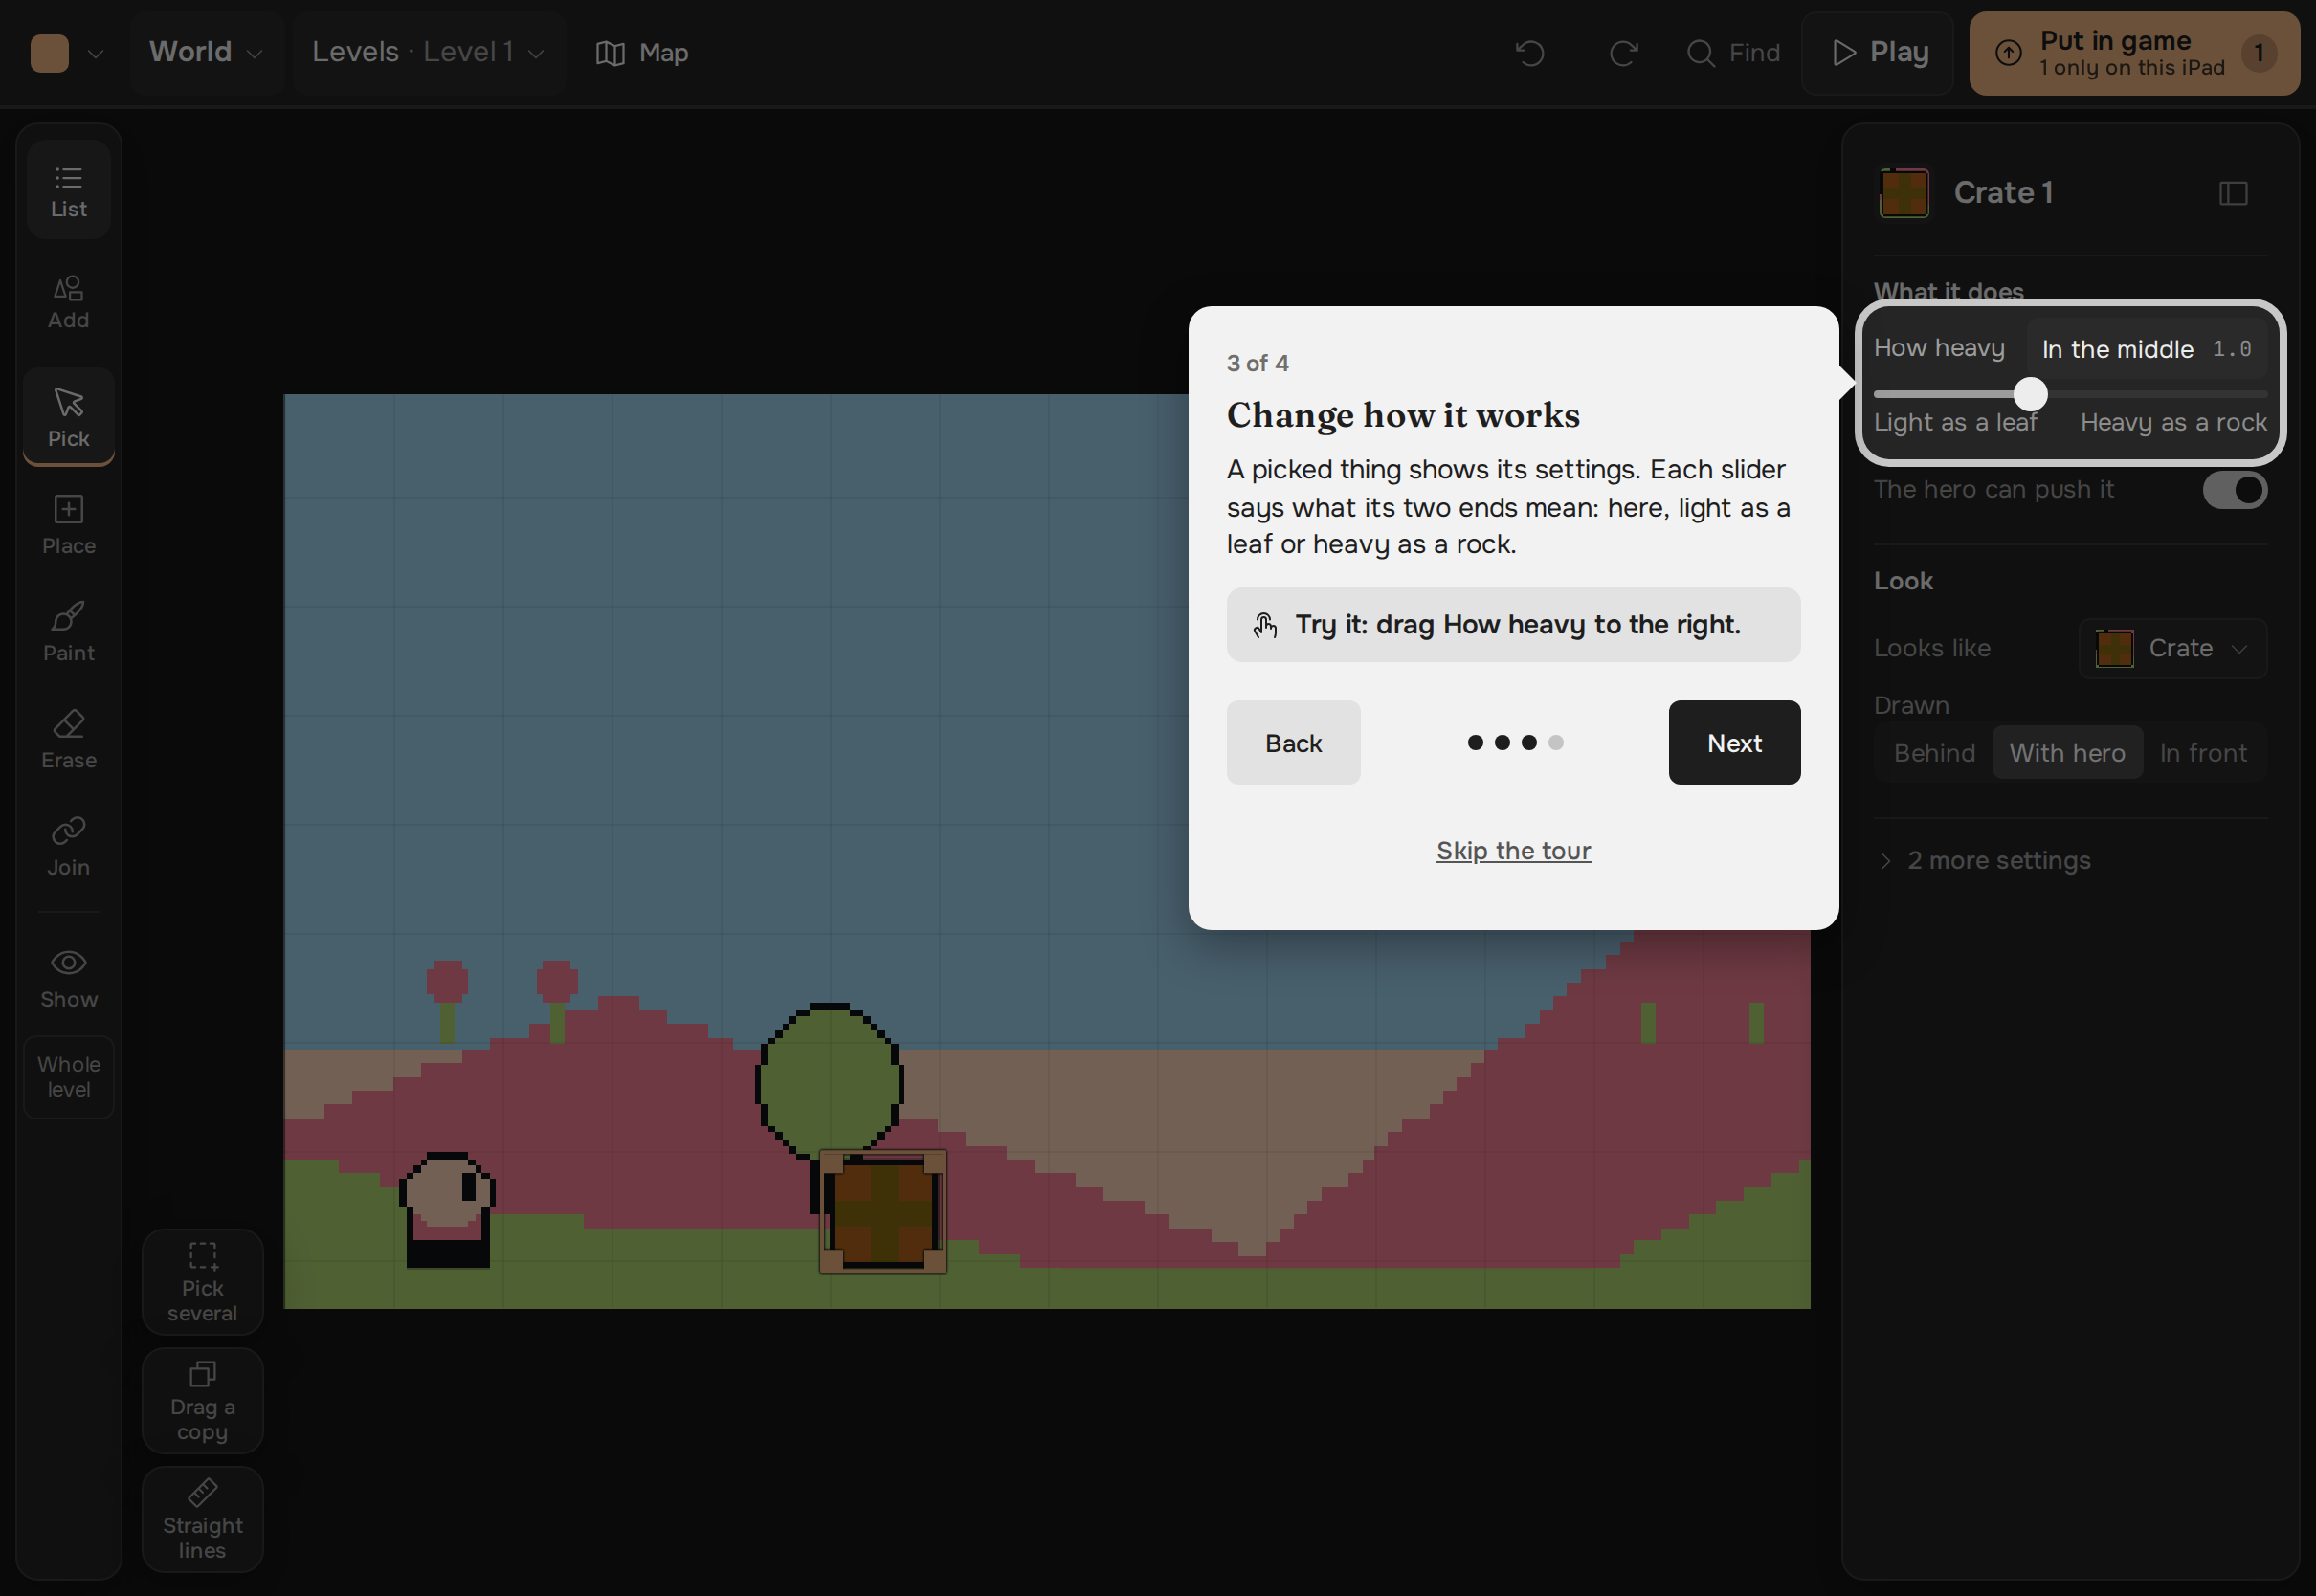 World
Levels · Level 1
Map
Find
Play
Put in game
1 only on this iPad
1
List
Add
Pick
Place
Paint
Erase
Join
Show
Whole
level
Pick
several
Drag a
copy
Straight
lines
3 of 4
Change how it works
A picked thing shows its settings. Each slider
says what its two ends mean: here, light as a
leaf or heavy as a rock.
Try it: drag How heavy to the right.
Back
Next
Skip the tour
Crate 1
What it does
How heavy
In the middle 1.0
Light as a leaf
Heavy as a rock
The hero can push it
Look
Looks like
Crate
Drawn
Behind
With hero
In front
2 more settings